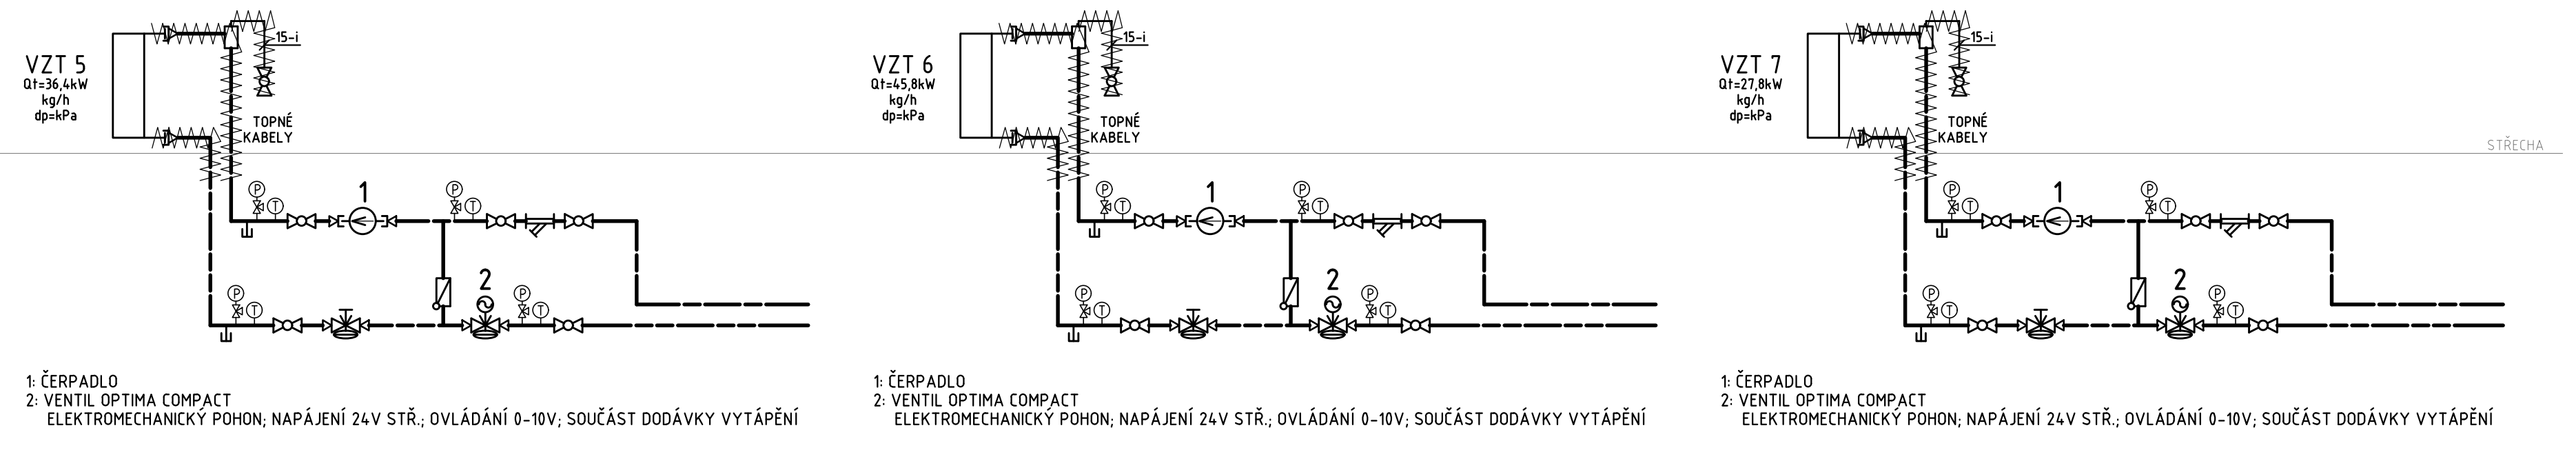 VZT 5
Qt=36,4kW
kg/h
dp=kPa
15-i
TOPNÉ
KABELY
P
T
1
P
T
P
T
2
P
T
1: ČERPADLO
2: VENTIL OPTIMA COMPACT
ELEKTROMECHANICKÝ POHON; NAPÁJENÍ 24V STŘ.; OVLÁDÁNÍ 0-10V; SOUČÁST DODÁVKY VYTÁPĚNÍ
VZT 6
Qt=45,8kW
kg/h
dp=kPa
15-i
TOPNÉ
KABELY
P
T
1
P
T
P
T
2
P
T
1: ČERPADLO
2: VENTIL OPTIMA COMPACT
ELEKTROMECHANICKÝ POHON; NAPÁJENÍ 24V STŘ.; OVLÁDÁNÍ 0-10V; SOUČÁST DODÁVKY VYTÁPĚNÍ
VZT 7
Qt=27,8kW
kg/h
dp=kPa
15-i
TOPNÉ
KABELY
STŘECHA
P
T
1
P
T
P
T
2
P
T
1: ČERPADLO
2: VENTIL OPTIMA COMPACT
ELEKTROMECHANICKÝ POHON; NAPÁJENÍ 24V STŘ.; OVLÁDÁNÍ 0-10V; SOUČÁST DODÁVKY VYTÁPĚNÍ